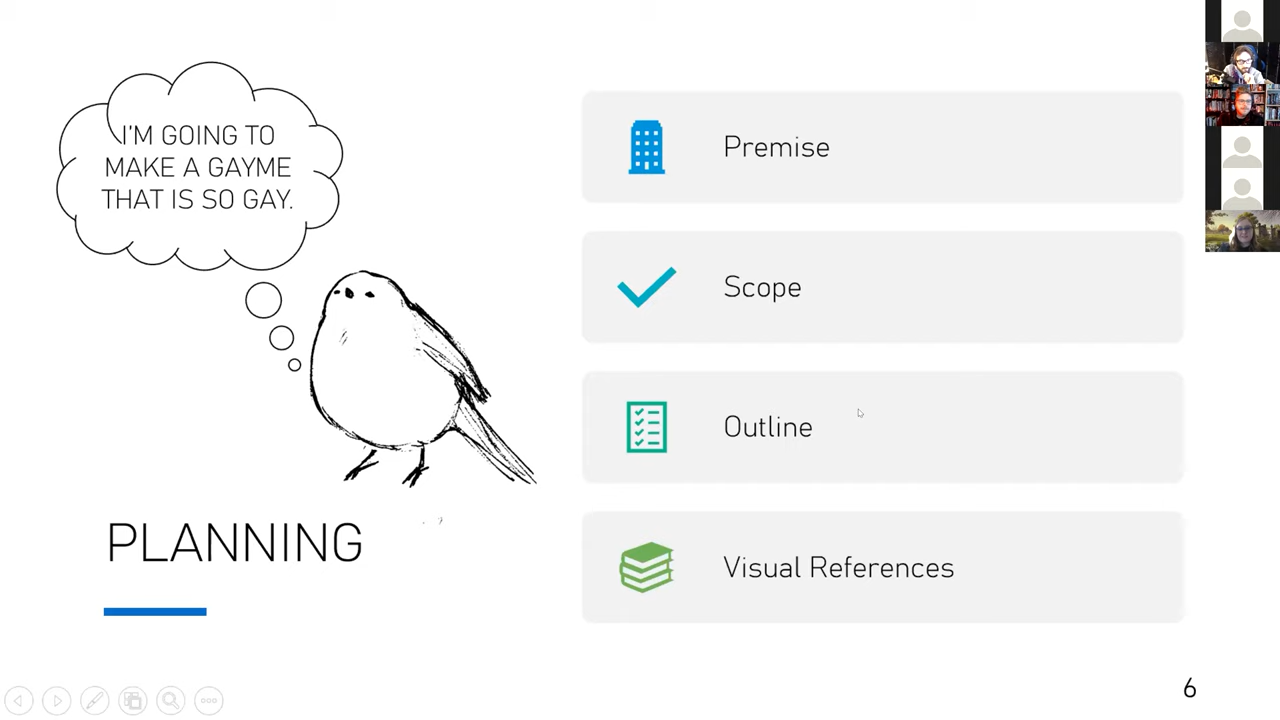 I'M GOING TO
MAKE A GAYME
THAT IS SO GAY.
PLANNING
Premise
Scope
Outline
Visual References
6